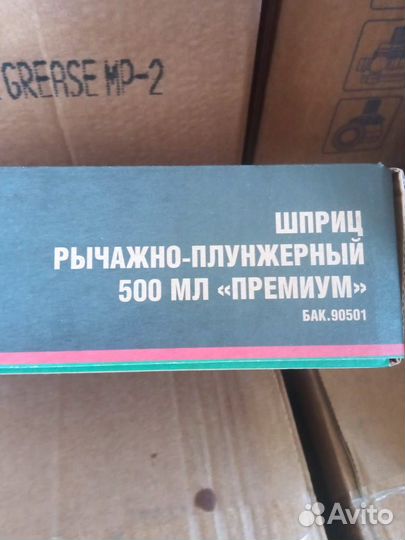 GREASE MP-2
ШПРИЦ
РЫЧАЖНО-ПЛУНЖЕРНЫЙ
500 МЛ «ПРЕМИУМ»
БАК.90501
Avito